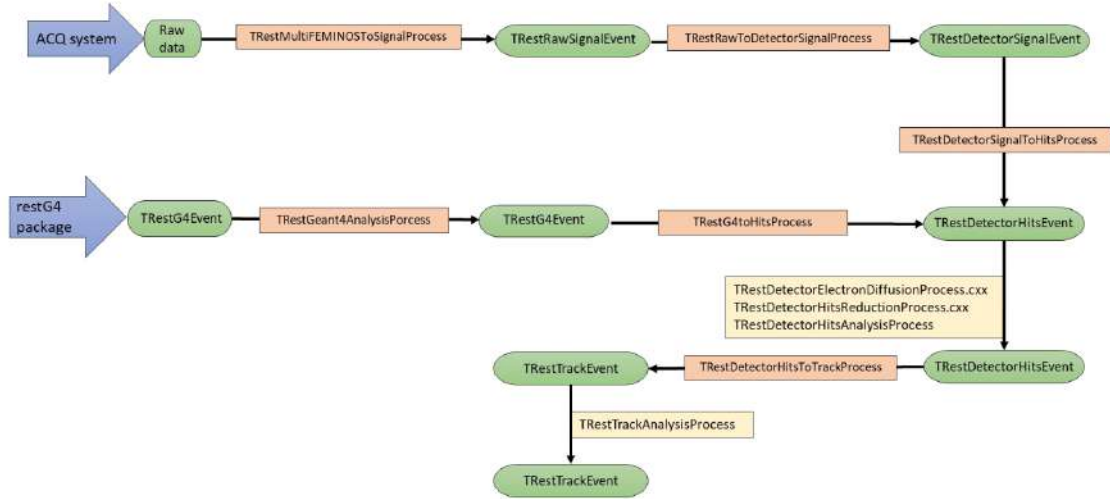 ACQ system
Raw
data
TRestMultiFEMINOSToSignalProcess
TRestRawSignalEvent
TRestRawToDetectorSignalProcess
TRestDetectorSignalEvent
TRestDetectorSignalToHitsProcess
restG4
package
TRestG4Event
TRestGeant4AnalysisPorcess
TRestG4Event
TRestG4toHitsProcess
TRestDetectorHitsEvent
TRestDetectorElectronDiffusionProcess.cxx
TRestDetectorHitsReductionProcess.cxx
TRestDetectorHitsAnalysisProcess
TRestTrackEvent
TRestDetectorHitsToTrackProcess
TRestDetectorHitsEvent
TRestTrackAnalysisProcess
TRestTrackEvent